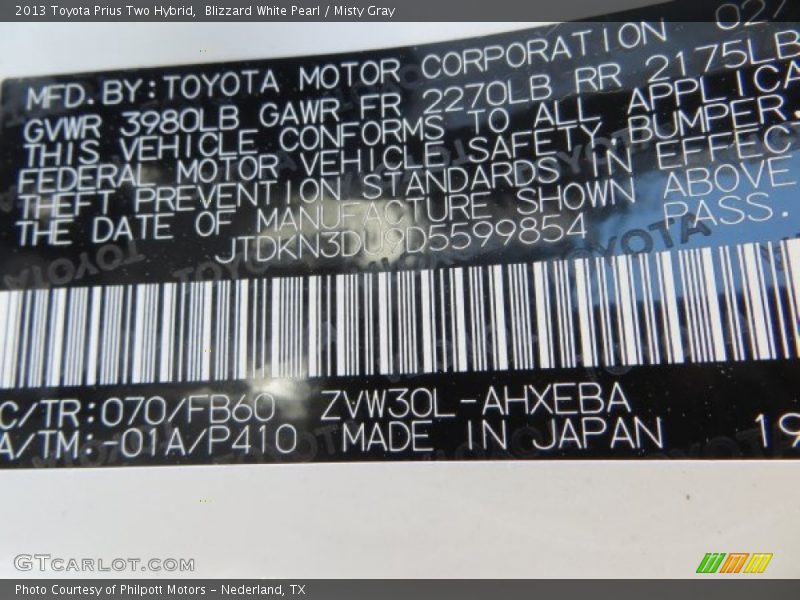 2013 Toyota Prius Two Hybrid,  Blizzard White Pearl / Misty Gray
MFD. BY: TOYOTA MOTOR CORPORATION 02/
GVWR 3980LB GAWR FR 2270LB RR 2175LB
THIS VEHICLE CONFORMS TO ALL APPLICA
FEDERAL MOTOR VEHICLE SAFETY BUMPER,
THEFT PREVENTION STANDARDS IN EFFEC
THE DATE OF MANUFACTURE SHOWN ABOVE
JTDKN3DU9D5599854 PASS.
C/TR:070/FB60 ZVW30L-AHXEBA
A/TM:-01A/P410 MADE IN JAPAN 19
GTCARLOT.COM
Photo Courtesy of Philpott Motors - Nederland, TX